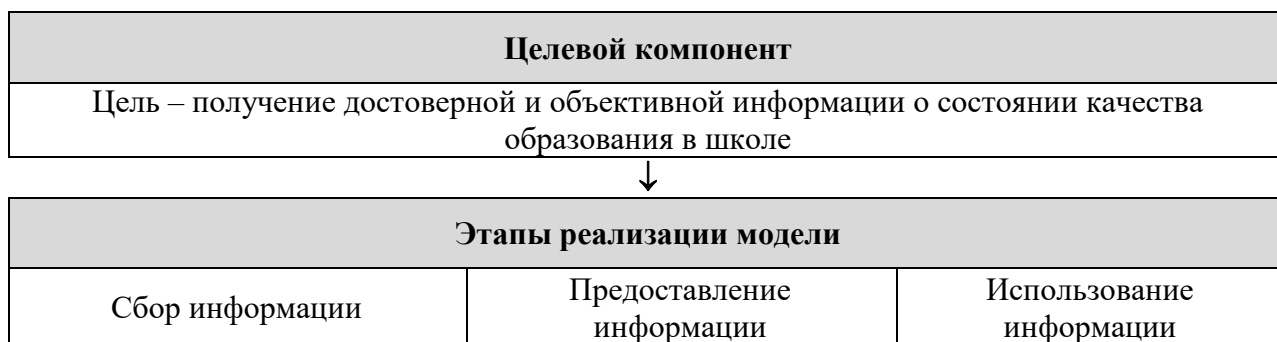 Целевой компонент
Цель – получение достоверной и объективной информации о состоянии качества
образования в школе
↓
Этапы реализации модели
Сбор информации
Предоставление
информации
Использование
информации